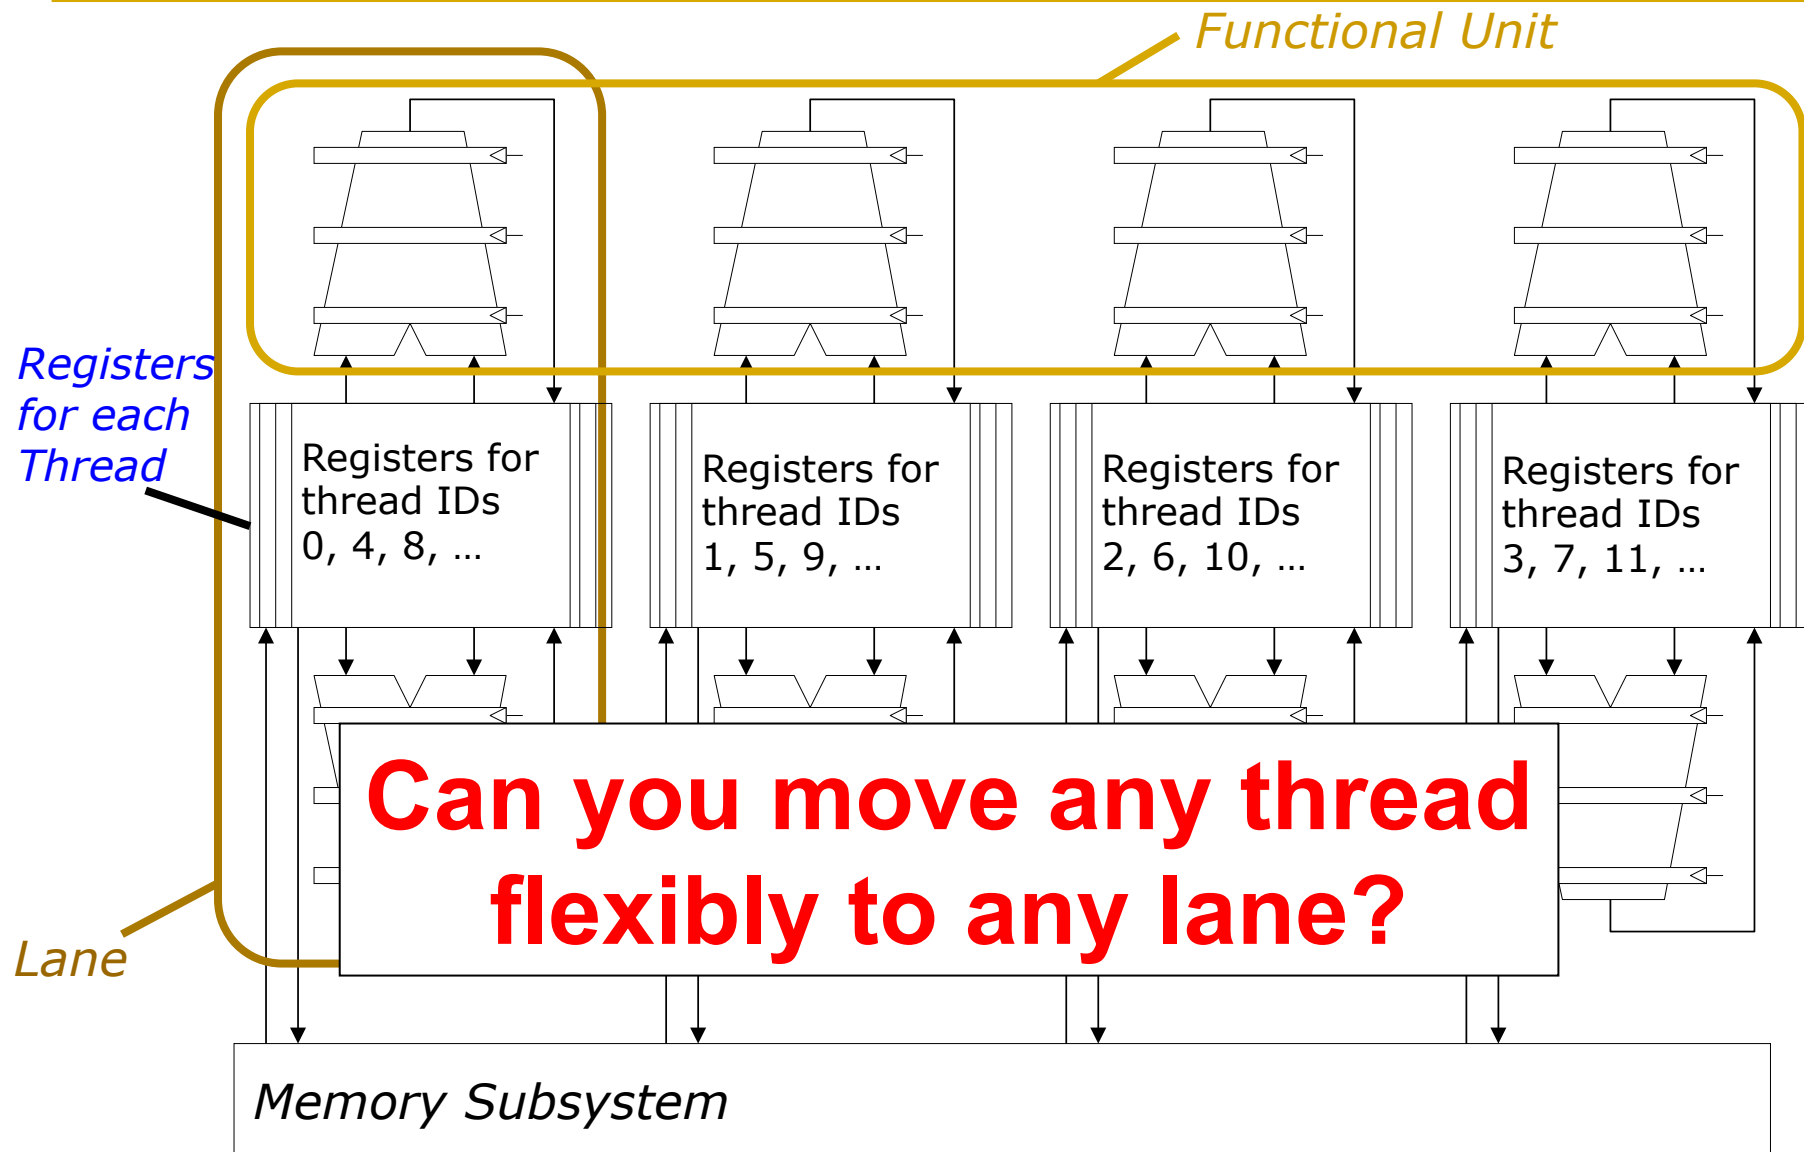 Functional Unit
Registers
for each
Thread
Registers for
thread IDs
0, 4, 8, …
Registers for
thread IDs
1, 5, 9, …
Registers for
thread IDs
2, 6, 10, …
Registers for
thread IDs
3, 7, 11, …
Can you move any thread
flexibly to any lane?
Lane
Memory Subsystem